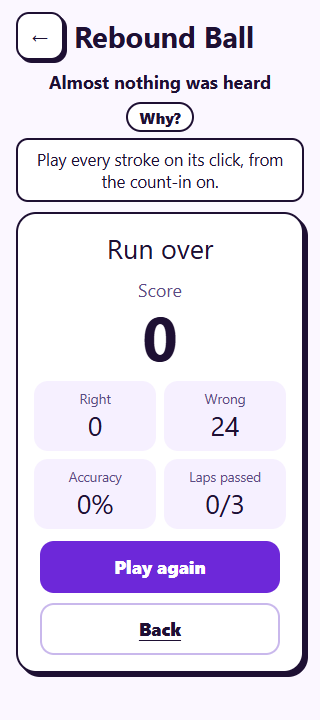 ←
Rebound Ball
Almost nothing was heard
Why?
Play every stroke on its click, from
the count-in on.
Run over
Score
0
Right
0
Wrong
24
Accuracy
0%
Laps passed
0/3
Play again
Back